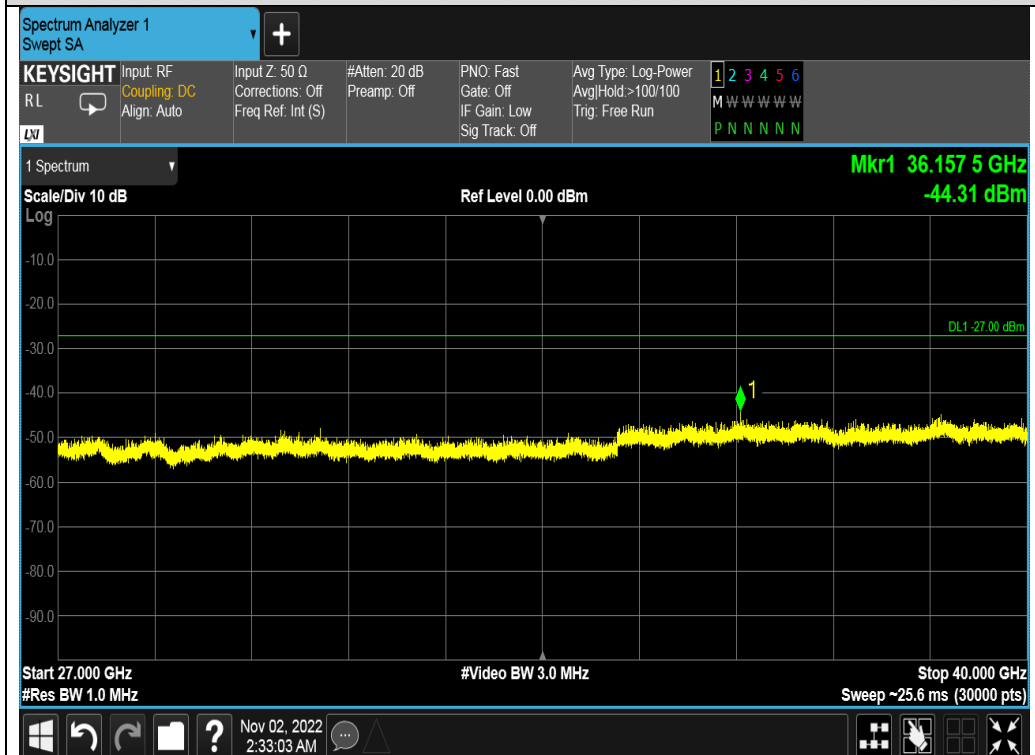 Spectrum Analyzer 1
Swept SA
+
KEYSIGHT
RL
LXI
Input: RF
Coupling: DC
Align: Auto
Input Z: 50 Ω
Corrections: Off
Freq Ref: Int (S)
#Atten: 20 dB
Preamp: Off
PNO: Fast
Gate: Off
IF Gain: Low
Sig Track: Off
Avg Type: Log-Power
Avg|Hold:>100/100
Trig: Free Run
1 2 3 4 5 6
M W W W W W
P N N N N N
1 Spectrum
Mkr1 36.157 5 GHz
Scale/Div 10 dB
Ref Level 0.00 dBm
-44.31 dBm
Log
-10.0
-20.0
DL1 -27.00 dBm
-30.0
-40.0
1
-50.0
-60.0
-70.0
-80.0
-90.0
Start 27.000 GHz
#Video BW 3.0 MHz
Stop 40.000 GHz
#Res BW 1.0 MHz
Sweep ~25.6 ms (30000 pts)
?
Nov 02, 2022
2:33:03 AM